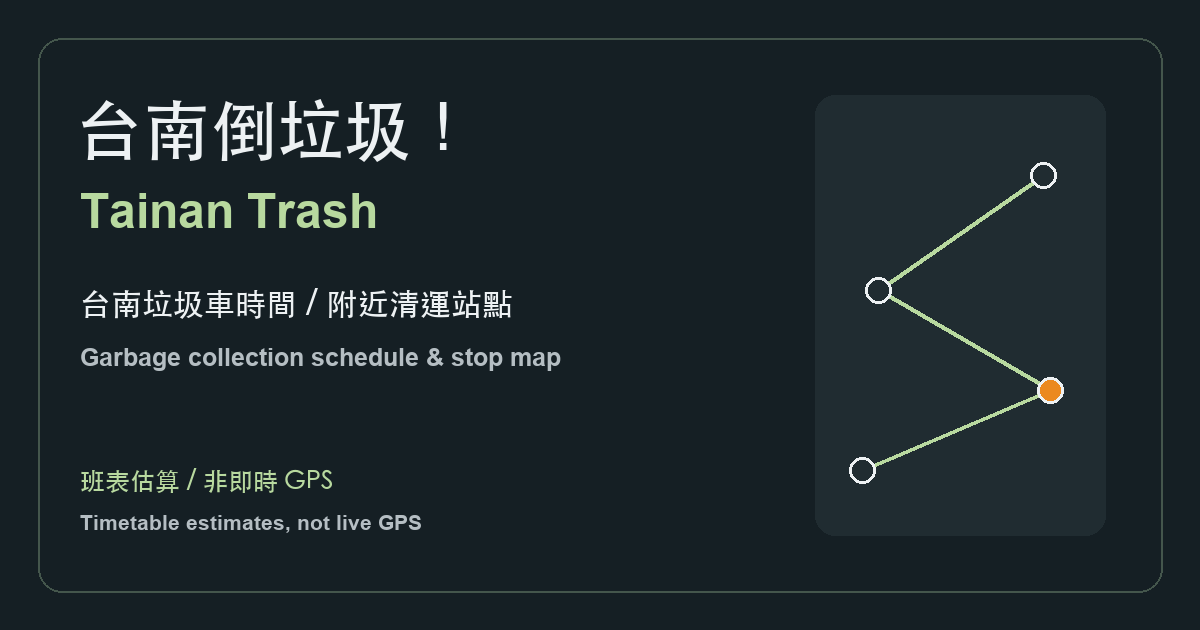 台南倒垃圾！
Tainan Trash
台南垃圾車時間 / 附近清運站點
Garbage collection schedule & stop map
班表估算 / 非即時 GPS
Timetable estimates, not live GPS